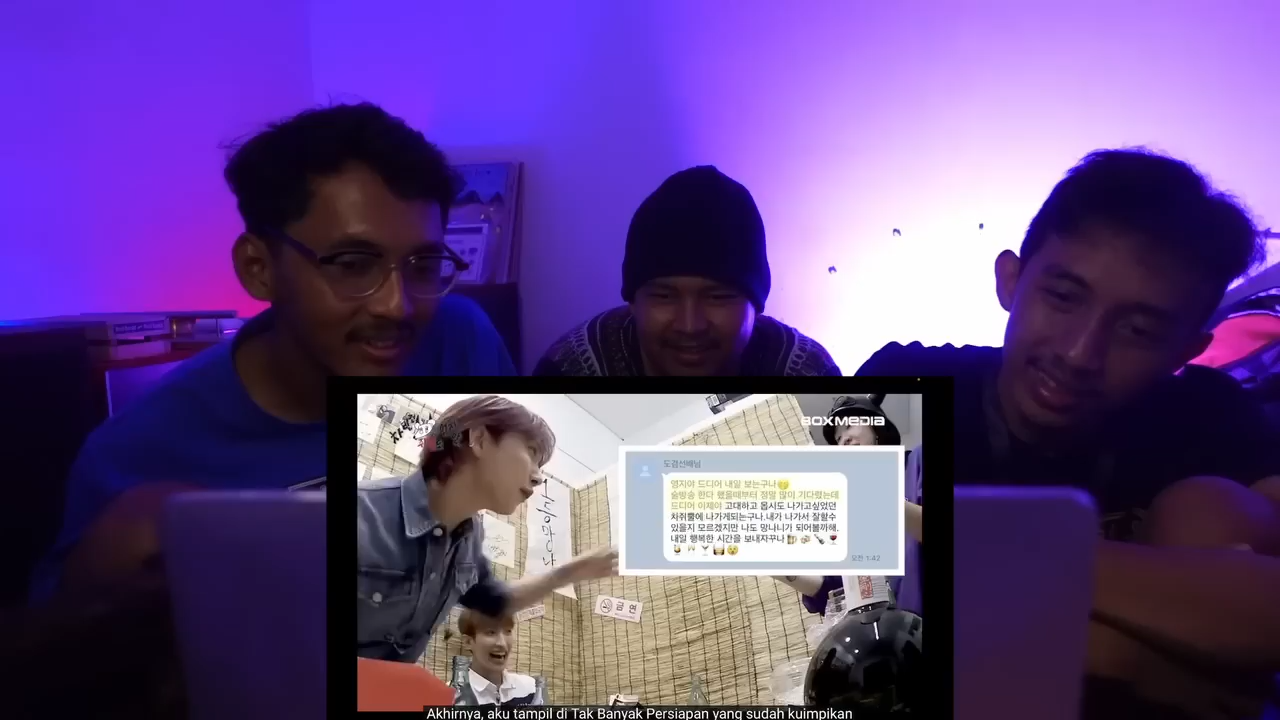 BOXMEDIA
도겸선배님
영지야 드디어 내일 보는구나
술방송 한다 했을때부터 정말 많이 기다렸는데
드디어 이제야 고대하고 몹시도 나가고싶었던
차쥐뿔에 나가게되는구나.내가 나가서 잘할수
있을지 모르겠지만 나도 망나니가 되어볼까해.
내일 행복한 시간을 보내자꾸나
오전 1:42
금연
Akhirnya, aku tampil di Tak Banyak Persiapan yang sudah kuimpikan